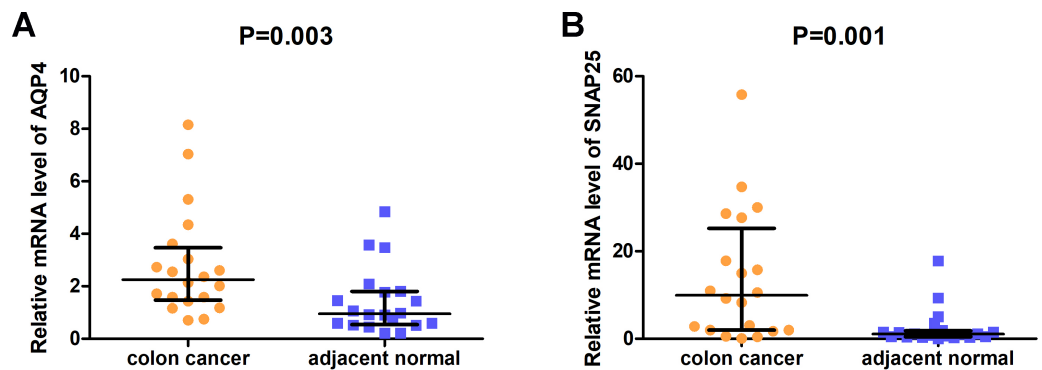 A
P=0.003
Relative mRNA level of AQP4
10
8
6
4
2
0
colon cancer
adjacent normal
B
P=0.001
Relative mRNA level of SNAP25
60
40
20
0
colon cancer
adjacent normal